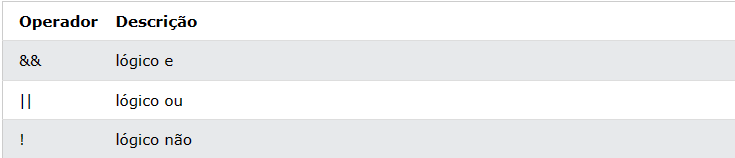 Operador Descrição
&& lógico e
|| lógico ou
! lógico não